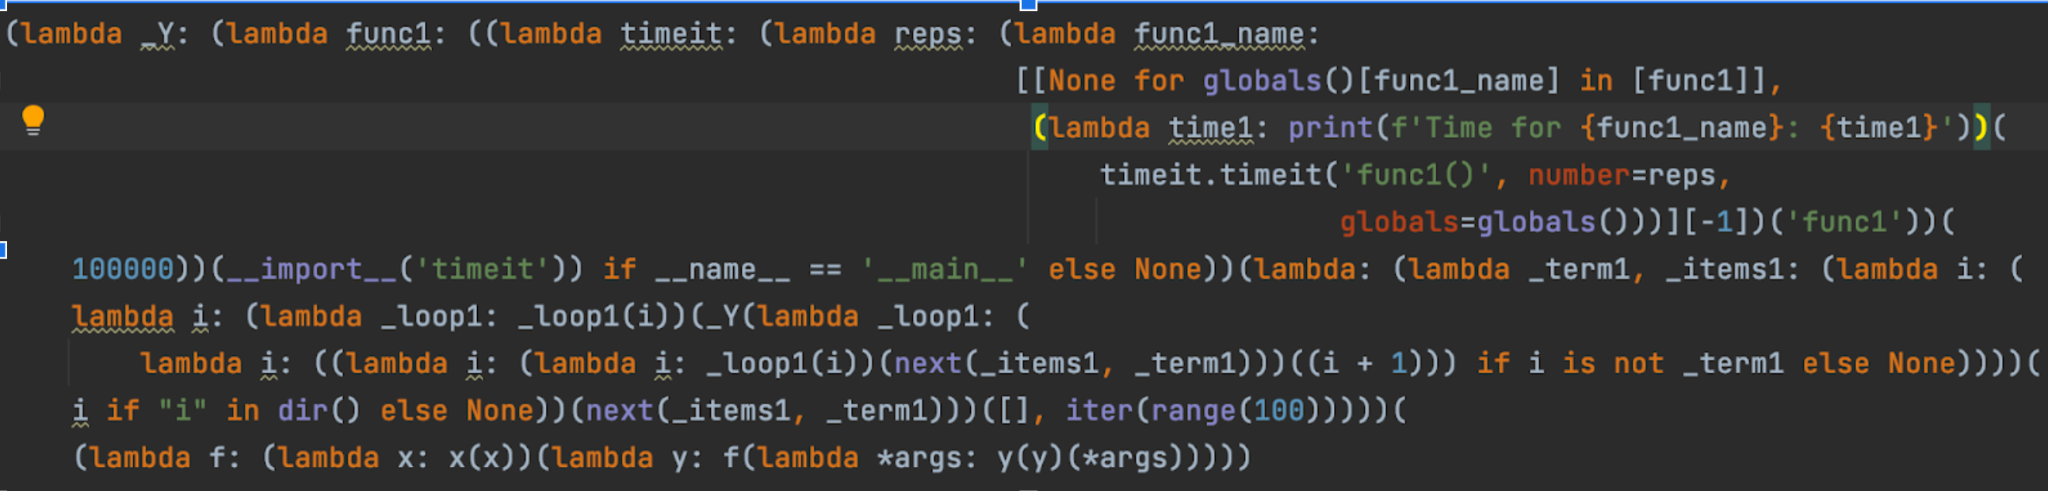 (lambda _Y: (lambda func1: ((lambda timeit: (lambda reps: (lambda func1_name:
[[None for globals()[func1_name] in [func1]],
(lambda time1: print(f'Time for {func1_name}: {time1}'))(
timeit.timeit('func1()', number=reps,
globals=globals()))][-1])('func1'))(
100000))(__import__('timeit')) if __name__ == '__main__' else None))(lambda: (lambda _term1, _items1: (lambda i: (
lambda i: (lambda _loop1: _loop1(i))(_Y(lambda _loop1: (
lambda i: ((lambda i: (lambda i: _loop1(i))(next(_items1, _term1)))((i + 1))) if i is not _term1 else None))))(
i if "i" in dir() else None))(next(_items1, _term1)))([], iter(range(100)))))(
(lambda f: (lambda x: x(x))(lambda y: f(lambda *args: y(y)(*args)))))